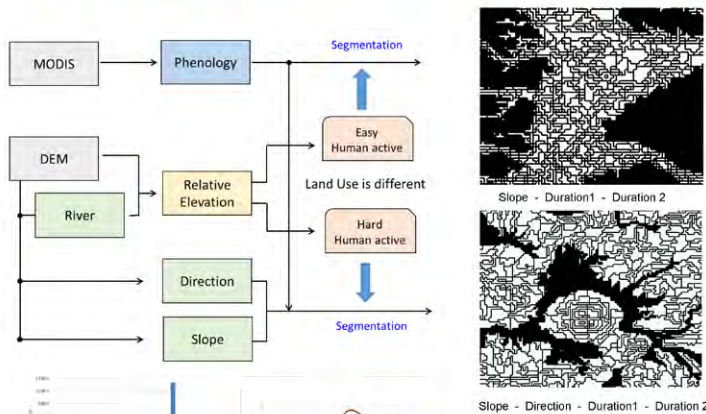 MODIS
Phenology
Segmentation
Easy
Human active
DEM
River
Relative
Elevation
Land Use is different
Hard
Human active
Direction
Slope
Segmentation
Slope - Duration1 - Duration 2
Slope - Direction - Duration1 - Duration 2